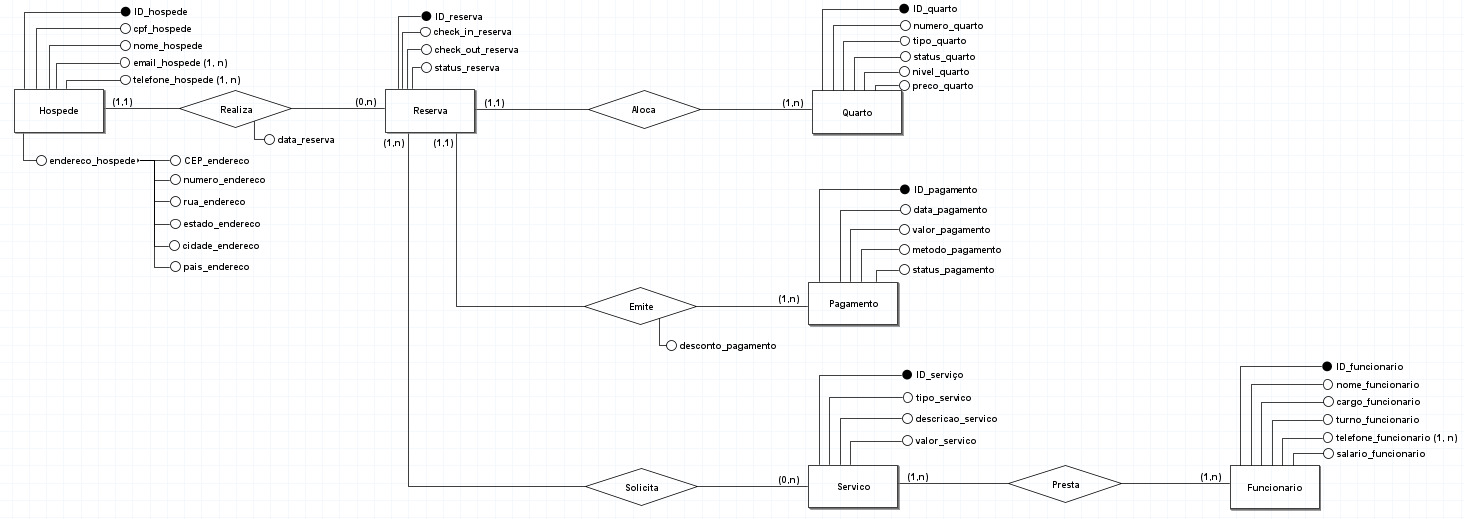 ID_hospede
cpf_hospede
nome_hospede
email_hospede (1, n)
telefone_hospede (1, n)
Hospede
(1,1)
Realiza
(0,n)
data_reserva
endereco_hospede
CEP_endereco
numero_endereco
rua_endereco
estado_endereco
cidade_endereco
pais_endereco
ID_reserva
check_in_reserva
check_out_reserva
status_reserva
Reserva
(1,1)
Aloca
(1,n)
ID_quarto
numero_quarto
tipo_quarto
status_quarto
nivel_quarto
preco_quarto
Quarto
(1,n)
(1,1)
ID_pagamento
data_pagamento
valor_pagamento
metodo_pagamento
status_pagamento
Emite
(1,n)
Pagamento
desconto_pagamento
ID_serviço
tipo_servico
descricao_servico
valor_servico
Solicita
(0,n)
Servico
(1,n)
Presta
(1,n)
ID_funcionario
nome_funcionario
cargo_funcionario
turno_funcionario
telefone_funcionario (1, n)
salario_funcionario
Funcionario